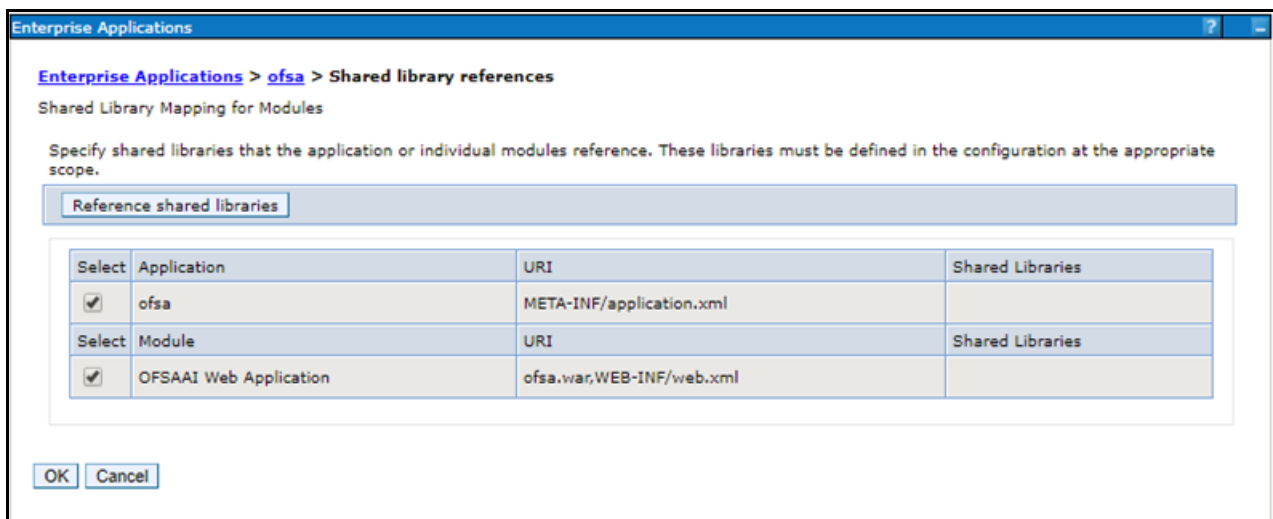 Enterprise Applications ? –
Enterprise Applications > ofsa > Shared library references
Shared Library Mapping for Modules
Specify shared libraries that the application or individual modules reference. These libraries must be defined in the configuration at the appropriate
scope.
Reference shared libraries
Select Application URI Shared Libraries
ofsa META-INF/application.xml
Select Module URI Shared Libraries
OFSAAI Web Application ofsa.war,WEB-INF/web.xml
OK Cancel